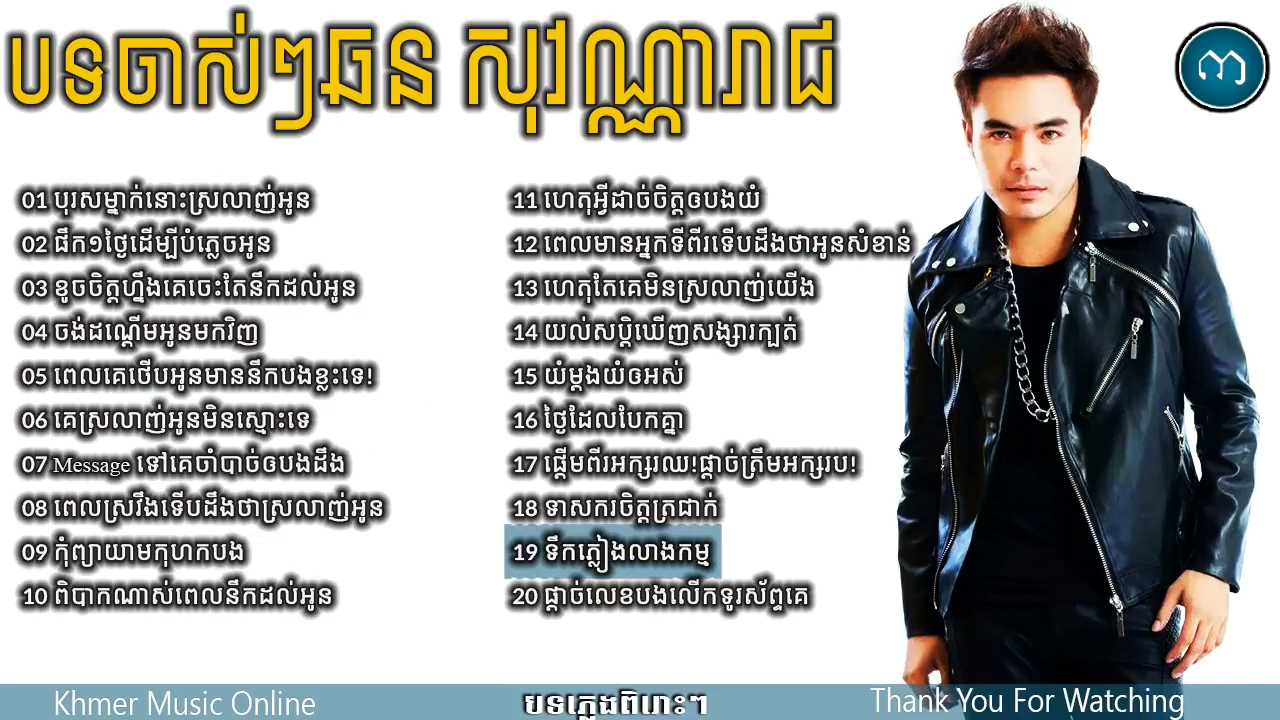 បទចាស់ៗឆន សុវណ្ណារាជ
01 បុរសម្នាក់នោះស្រលាញ់អូន
02 ផឹក១ថ្ងៃដើម្បីបំភ្លេចអូន
03 ខូចចិត្តហ្នឹងគេចេះតែនឹកដល់អូន
04 ចង់ដណ្ដើមអូនមកវិញ
05 ពេលគេថើបអូនមាននឹកបងខ្លះទេ!
06 គេស្រលាញ់អូនមិនស្មោះទេ
07 Message ទៅគេចាំបាច់ឲបងដឹង
08 ពេលស្រវឹងទើបដឹងថាស្រលាញ់អូន
09 កុំព្យាយាមកុហកបង
10 ពិបាកណាស់ពេលនឹកដល់អូន
11 ហេតុអ្វីដាច់ចិត្តឲបងយំ
12 ពេលមានអ្នកទីពីរទើបដឹងថាអូនសំខាន់
13 ហេតុតែគេមិនស្រលាញ់យើង
14 យល់សប្តិឃើញសង្សារក្បត់
15 យំម្តងយំឲអស់
16 ថ្ងៃដែលបែកគ្នា
17 ផ្តើមពីរអក្សរឈ!ផ្តាច់ត្រឹមអក្សរប!
18 ទាសករចិត្តត្រជាក់
19 ទឹកភ្លៀងលាងកម្ម
20 ផ្តាច់លេខបងលើកទូរស័ព្ទគេ
Khmer Music Online
បទភ្លេងពិរោះៗ
Thank You For Watching